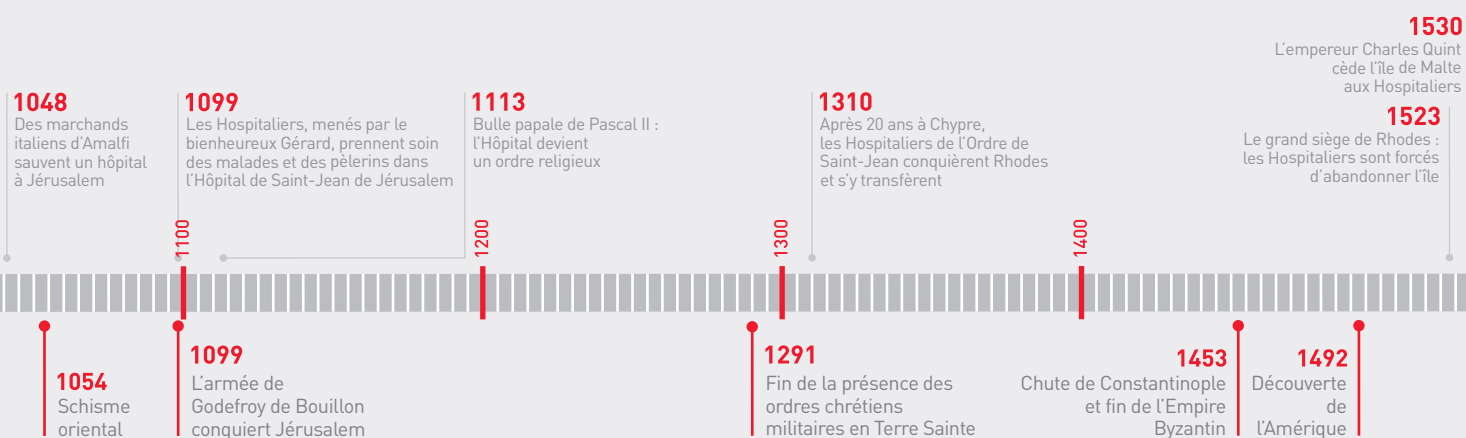 1530
L'empereur Charles Quint
cède l'île de Malte
aux Hospitaliers
1048
Des marchands
italiens d'Amalfi
sauvent un hôpital
à Jérusalem
1099
Les Hospitaliers, menés par le
bienheureux Gérard, prennent soin
des malades et des pèlerins dans
l'Hôpital de Saint-Jean de Jérusalem
1113
Bulle papale de Pascal II :
l'Hôpital devient
un ordre religieux
1310
Après 20 ans à Chypre,
les Hospitaliers de l'Ordre de
Saint-Jean conquièrent Rhodes
et s'y transfèrent
1523
Le grand siège de Rhodes :
les Hospitaliers sont forcés
d'abandonner l'île
1100
1200
1300
1400
1054
Schisme
oriental
1099
L'armée de
Godefroy de Bouillon
conquiert Jérusalem
1291
Fin de la présence des
ordres chrétiens
militaires en Terre Sainte
1453
Chute de Constantinople
et fin de l'Empire
Byzantin
1492
Découverte
de
l'Amérique